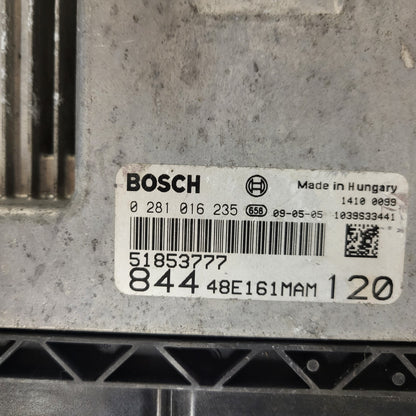 BOSCH Made in Hungary
1410 0099
0 281 016 235 658 09-05-05 1039S33441
51853777
844 48E161MAM 120